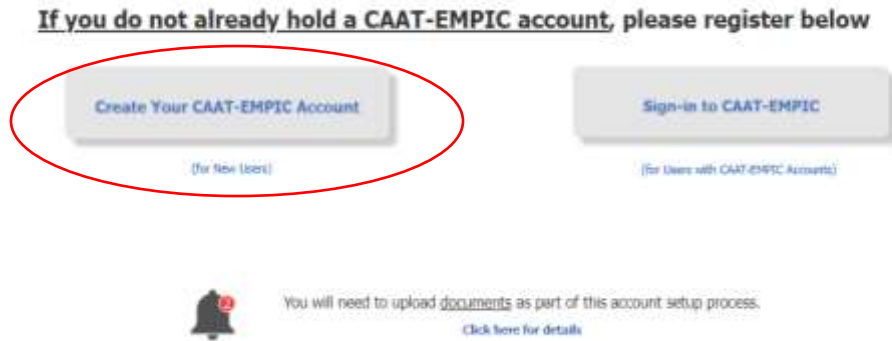 If you do not already hold a CAAT-EMPIC account, please register below
Create Your CAAT-EMPIC Account
Sign-in to CAAT-EMPIC
(for New Users)
(for Users with CAAT-EMPIC Accounts)
2
You will need to upload documents as part of this account setup process.
Click here for details